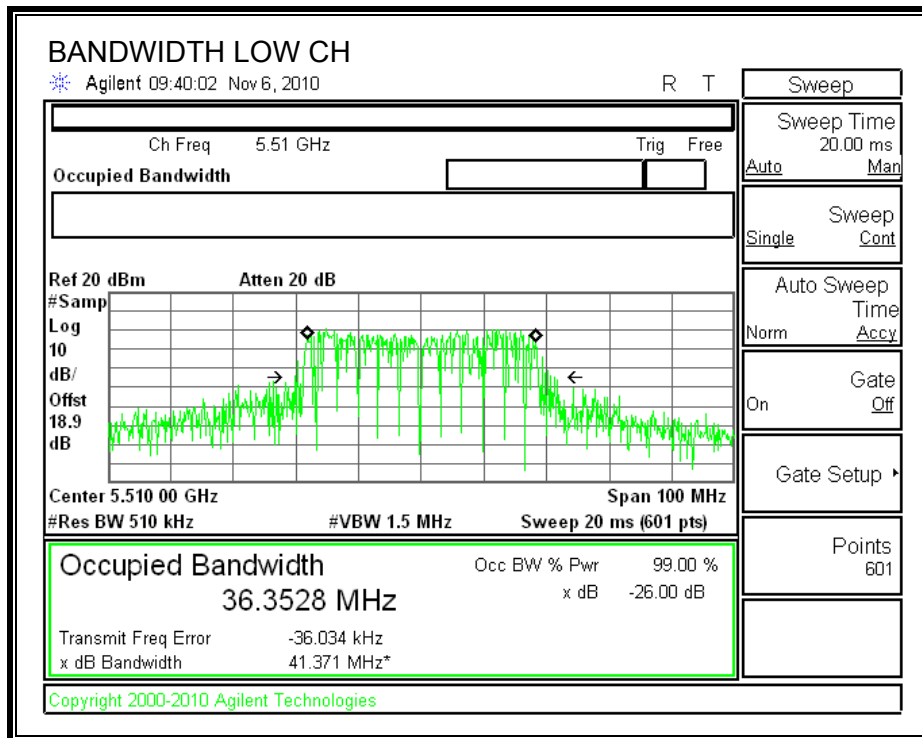 BANDWIDTH LOW CH
Agilent 09:40:02 Nov 6, 2010 R T
Ch Freq 5.51 GHz Trig Free
Occupied Bandwidth
Ref 20 dBm Atten 20 dB
#Samp
Log
10
dB/
Offst
18.9
dB
Center 5.510 00 GHz Span 100 MHz
#Res BW 510 kHz #VBW 1.5 MHz Sweep 20 ms (601 pts)
Occupied Bandwidth Occ BW % Pwr 99.00 %
36.3528 MHz x dB -26.00 dB
Transmit Freq Error -36.034 kHz
x dB Bandwidth 41.371 MHz*
Copyright 2000-2010 Agilent Technologies
Sweep
Sweep Time
20.00 ms
Auto Man
Sweep
Single Cont
Auto Sweep
Time
Norm Accy
Gate
On Off
Gate Setup
Points
601